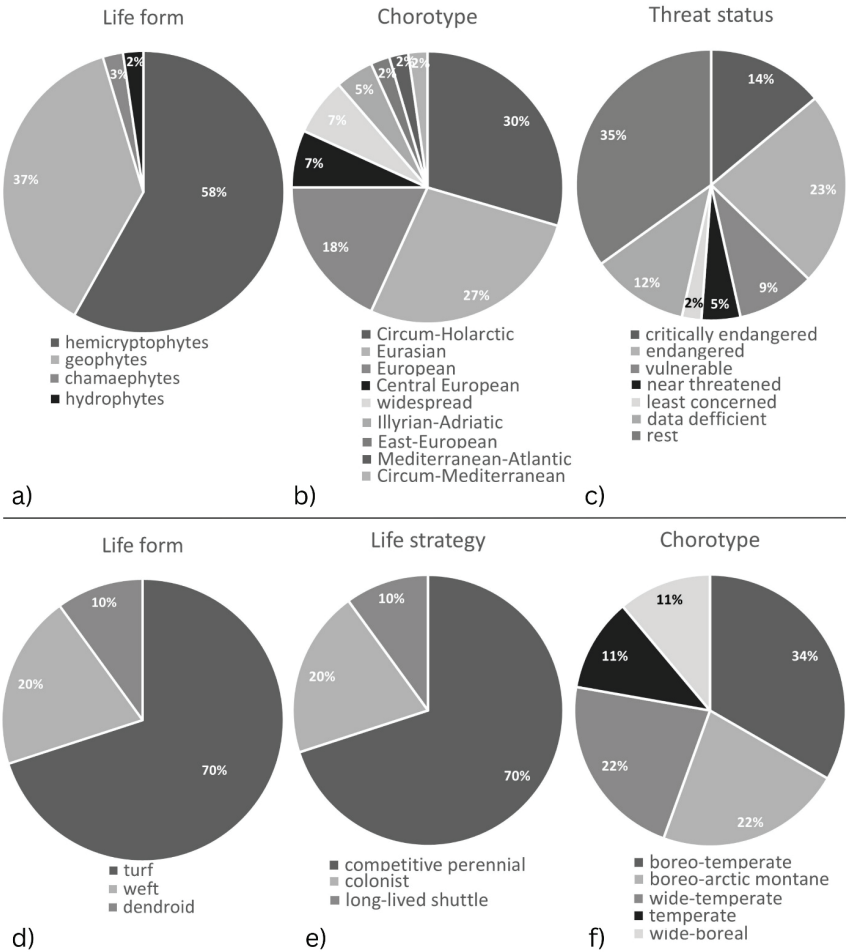 Life form
2%
3%
37%
58%
hemicryptophytes
geophytes
chamaephytes
hydrophytes
a)
Chorotype
2%
2%
2%
5%
7%
7%
18%
30%
27%
Circum-Holarctic
Eurasian
European
Central European
widespread
Illyrian-Adriatic
East-European
Mediterranean-Atlantic
Circum-Mediterranean
b)
Threat status
14%
35%
23%
12%
2%
5%
9%
critically endangered
endangered
vulnerable
near threatened
least concerned
data defficient
rest
c)
Life form
10%
20%
70%
turf
weft
dendroid
d)
Life strategy
10%
20%
70%
competitive perennial
colonist
long-lived shuttle
e)
Chorotype
11%
11%
34%
22%
22%
boreo-temperate
boreo-arctic montane
wide-temperate
temperate
wide-boreal
f)